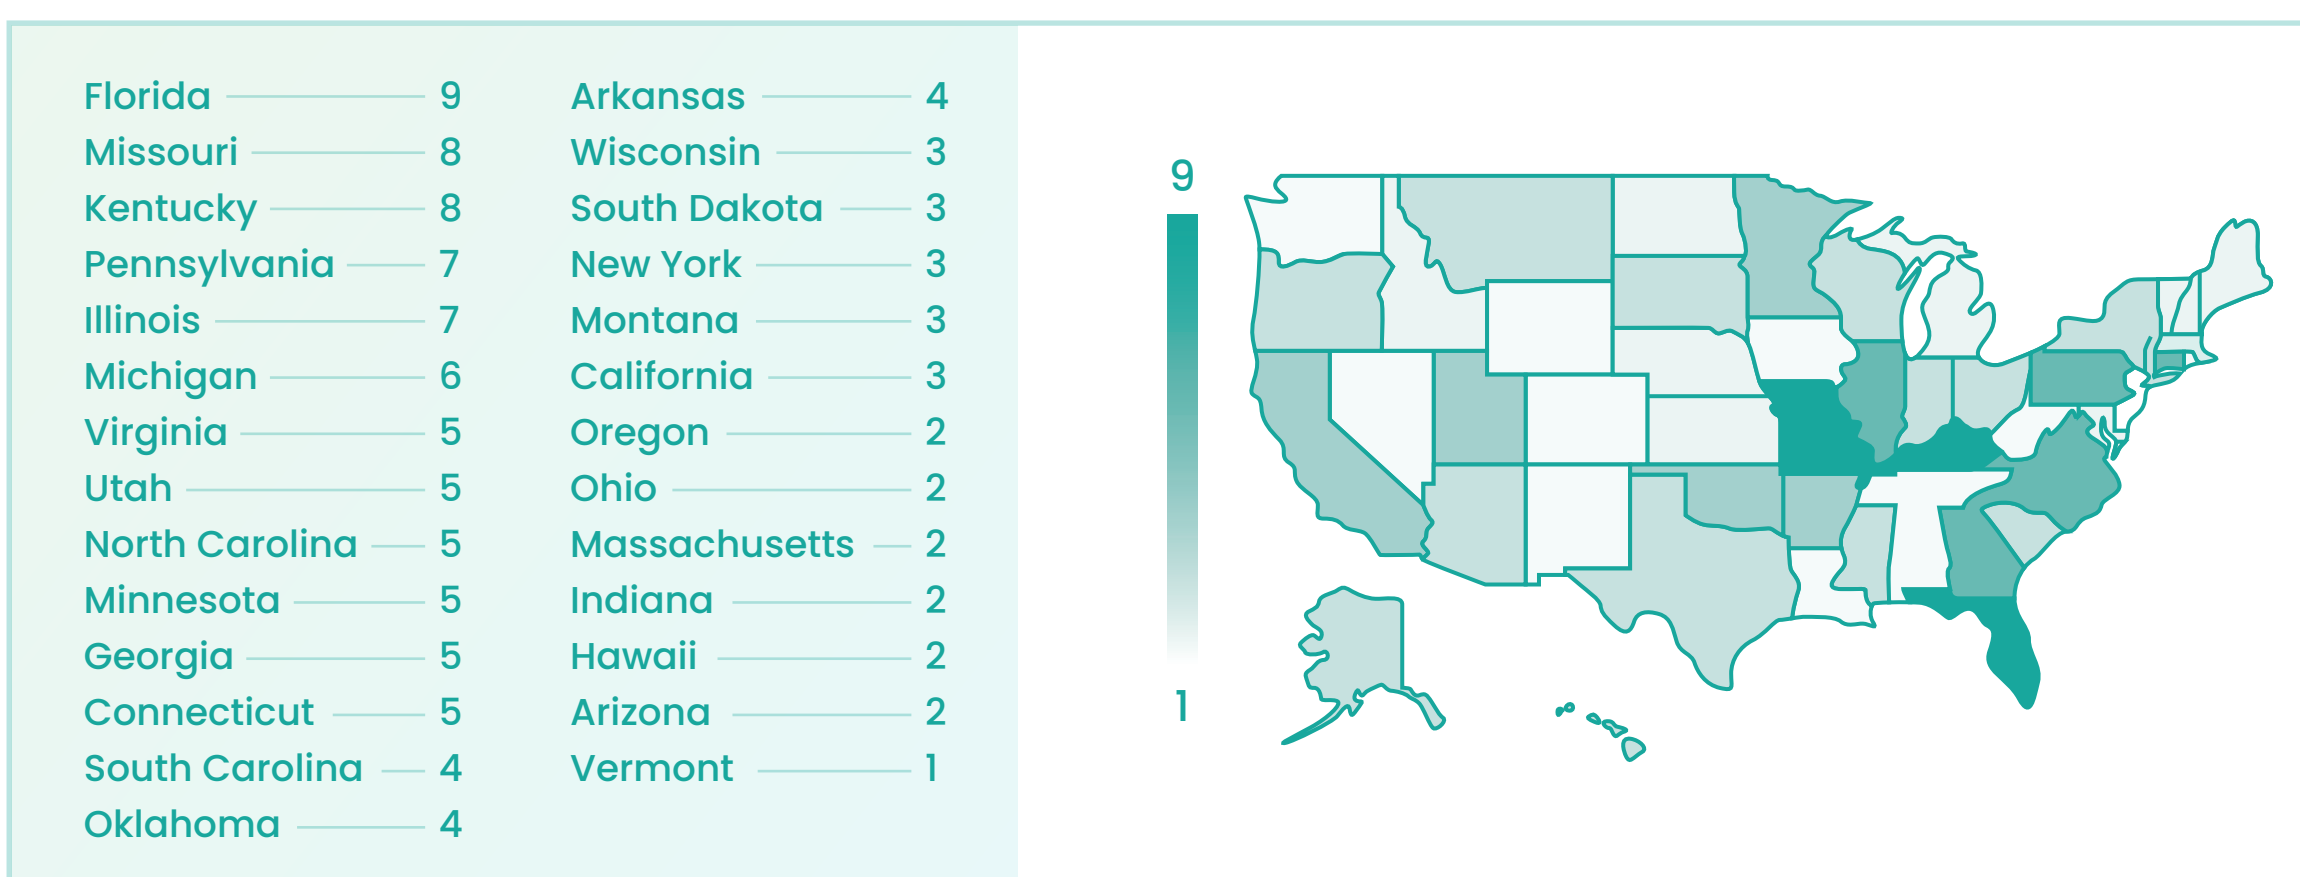 Florida 9
Missouri 8
Kentucky 8
Pennsylvania 7
Illinois 7
Michigan 6
Virginia 5
Utah 5
North Carolina 5
Minnesota 5
Georgia 5
Connecticut 5
South Carolina 4
Oklahoma 4
Arkansas 4
Wisconsin 3
South Dakota 3
New York 3
Montana 3
California 3
Oregon 2
Ohio 2
Massachusetts 2
Indiana 2
Hawaii 2
Arizona 2
Vermont 1
9
1